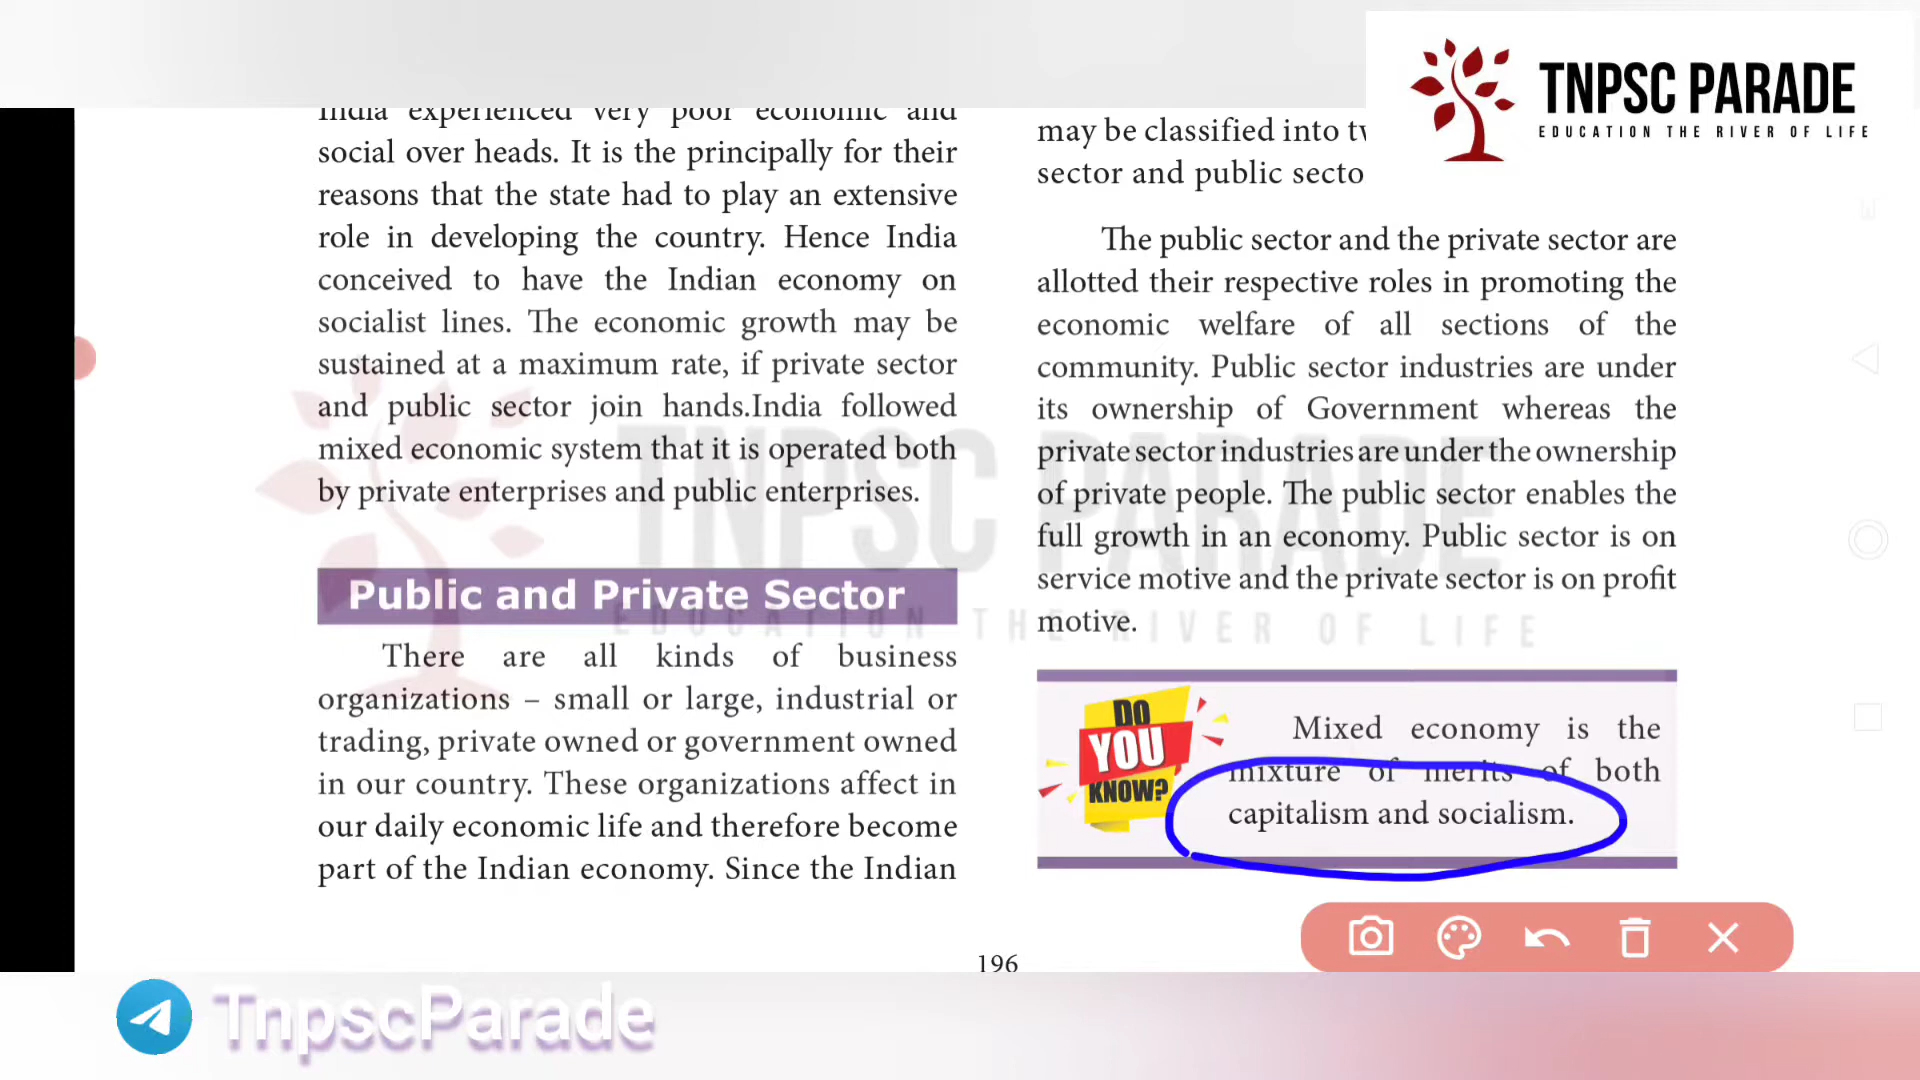 TNPSC PARADE
EDUCATION THE RIVER OF LIFE
India experienced very poor economic and
social over heads. It is the principally for their
reasons that the state had to play an extensive
role in developing the country. Hence India
conceived to have the Indian economy on
socialist lines. The economic growth may be
sustained at a maximum rate, if private sector
and public sector join hands.India followed
mixed economic system that it is operated both
by private enterprises and public enterprises.
Public and Private Sector
There are all kinds of business
organizations – small or large, industrial or
trading, private owned or government owned
in our country. These organizations affect in
our daily economic life and therefore become
part of the Indian economy. Since the Indian
may be classified into
sector and public
The public sector and the private sector are
allotted their respective roles in promoting the
economic welfare of all sections of the
community. Public sector industries are under
its ownership of Government whereas the
private sector industries are under the ownership
of private people. The public sector enables the
full growth in an economy. Public sector is on
service motive and the private sector is on profit
motive.
DO
YOU
KNOW?
Mixed economy is the
mixture of merits of both
capitalism and socialism.
196
TNPSC PARADE
EDUCATION THE RIVER OF LIFE
TnpscParade